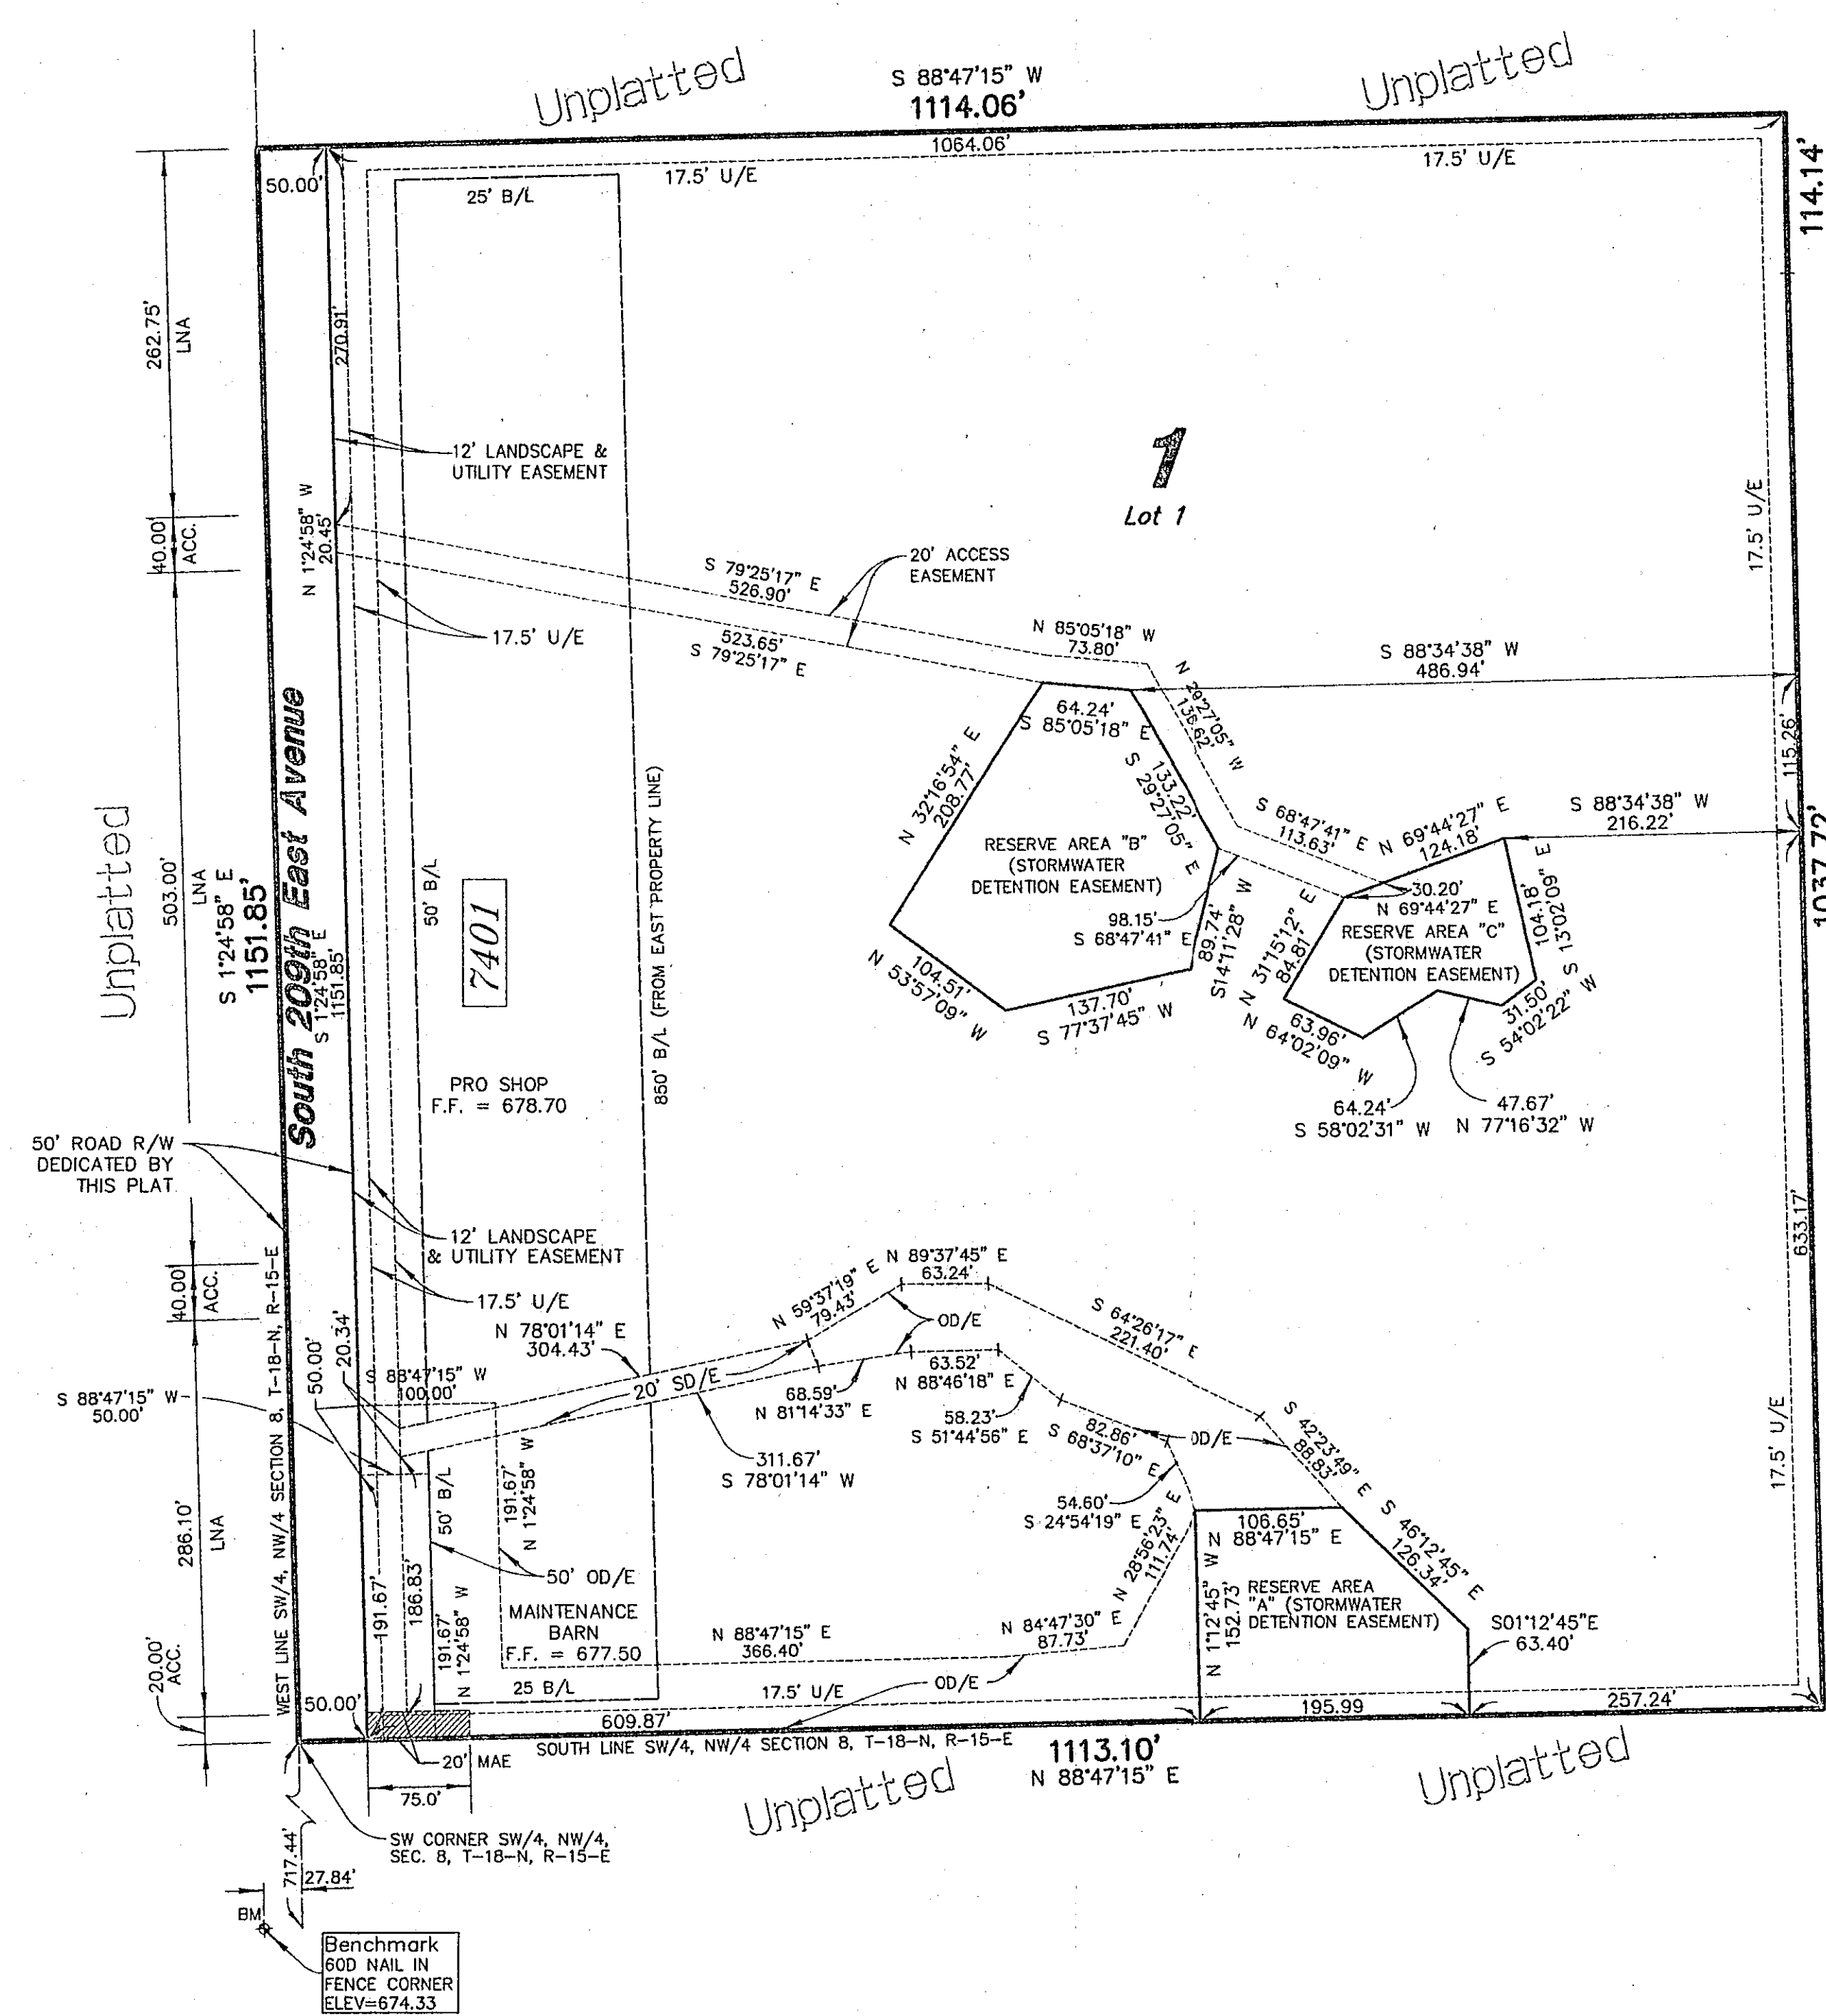 Unplatted
S 88°47'15" W
1114.06'
Unplatted
1064.06'
50.00'
17.5' U/E
17.5' U/E
25' B/L
114.14'
262.75'
LNA
270.91'
12' LANDSCAPE &
UTILITY EASEMENT
1
Lot 1
17.5' U/E
40.00'
ACC.
N 1°24'58" W
20.45'
S 79°25'17" E
526.90'
20' ACCESS
EASEMENT
17.5' U/E
523.65'
S 79°25'17" E
N 85°05'18" W
73.80'
S 88°34'38" W
486.94'
N 29°27'05" W
136.62'
64.24'
S 85°05'18" E
115.26'
Unplatted
503.00'
LNA
S 1°24'58" E
1151.85'
South 209th East Avenue
S 1°24'58" E
1151.85'
50' B/L
7401
850' B/L (FROM EAST PROPERTY LINE)
N 32°16'54" E
208.77'
133.22'
S 29°27'05" E
RESERVE AREA "B"
(STORMWATER
DETENTION EASEMENT)
S 68°47'41" E
113.63'
N 69°44'27" E
124.18'
S 88°34'38" W
216.22'
1037.72'
98.15'
S 68°47'41" E
89.74'
S14°11'28" W
N 31°15'12" E
84.81'
30.20'
N 69°44'27" E
RESERVE AREA "C"
(STORMWATER
DETENTION EASEMENT)
104.18'
S 13°02'09" E
104.51'
N 53°57'09" W
137.70'
S 77°37'45" W
63.96'
N 64°02'09" W
31.50'
S 54°02'22" W
64.24'
S 58°02'31" W
47.67'
N 77°16'32" W
PRO SHOP
F.F. = 678.70
50' ROAD R/W
DEDICATED BY
THIS PLAT
12' LANDSCAPE
& UTILITY EASEMENT
633.17'
40.00'
ACC.
WEST LINE SW/4, NW/4 SECTION 8, T-18-N, R-15-E
17.5' U/E
N 78°01'14" E
304.43'
N 59°37'19" E
79.43'
N 89°37'45" E
63.24'
OD/E
S 64°26'17" E
221.40'
50.00'
20.34'
S 88°47'15" W
100.00'
20' SD/E
S 88°47'15" W
50.00'
63.52'
N 88°46'18" E
68.59'
N 81°14'33" E
58.23'
S 51°44'56" E
82.86'
S 68°37'10" E
OD/E
S 42°23'49" E
88.83'
17.5' U/E
311.67'
S 78°01'14" W
286.10'
LNA
50' B/L
191.67'
N 1°24'58" W
54.60'
S 24°54'19" E
106.65'
N 88°47'15" E
S 46°12'45" E
126.34'
50' OD/E
N 28°56'23" E
111.74'
191.67'
186.83'
191.67'
N 1°24'58" W
MAINTENANCE
BARN
F.F. = 677.50
N 88°47'15" E
366.40'
N 84°47'30" E
87.73'
N 1°12'45" W
152.73'
RESERVE AREA
"A" (STORMWATER
DETENTION EASEMENT)
S01°12'45"E
63.40'
20.00'
ACC.
50.00'
25 B/L
17.5' U/E
OD/E
609.87'
195.99
257.24'
20' MAE
SOUTH LINE SW/4, NW/4 SECTION 8, T-18-N, R-15-E
1113.10'
N 88°47'15" E
75.0'
Unplatted
Unplatted
SW CORNER SW/4, NW/4,
SEC. 8, T-18-N, R-15-E
717.44'
27.84'
BM
Benchmark
60D NAIL IN
FENCE CORNER
ELEV=674.33